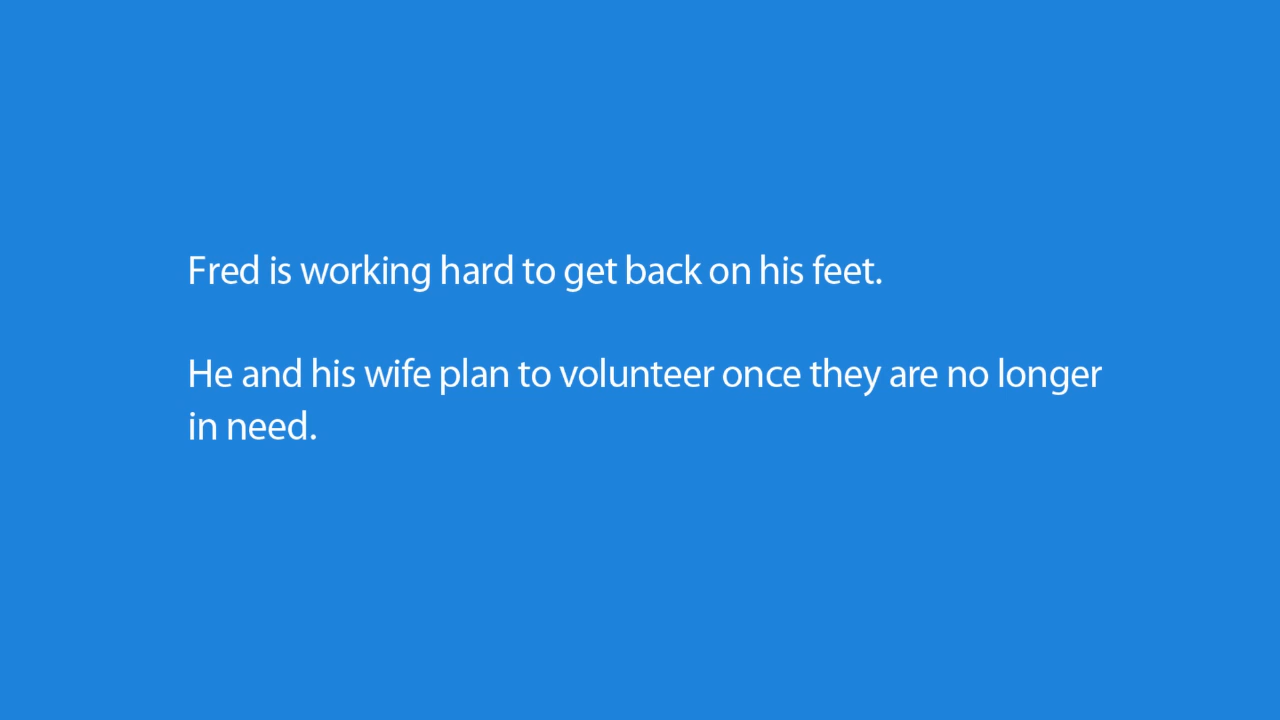 Fred is working hard to get back on his feet.
He and his wife plan to volunteer once they are no longer
in need.